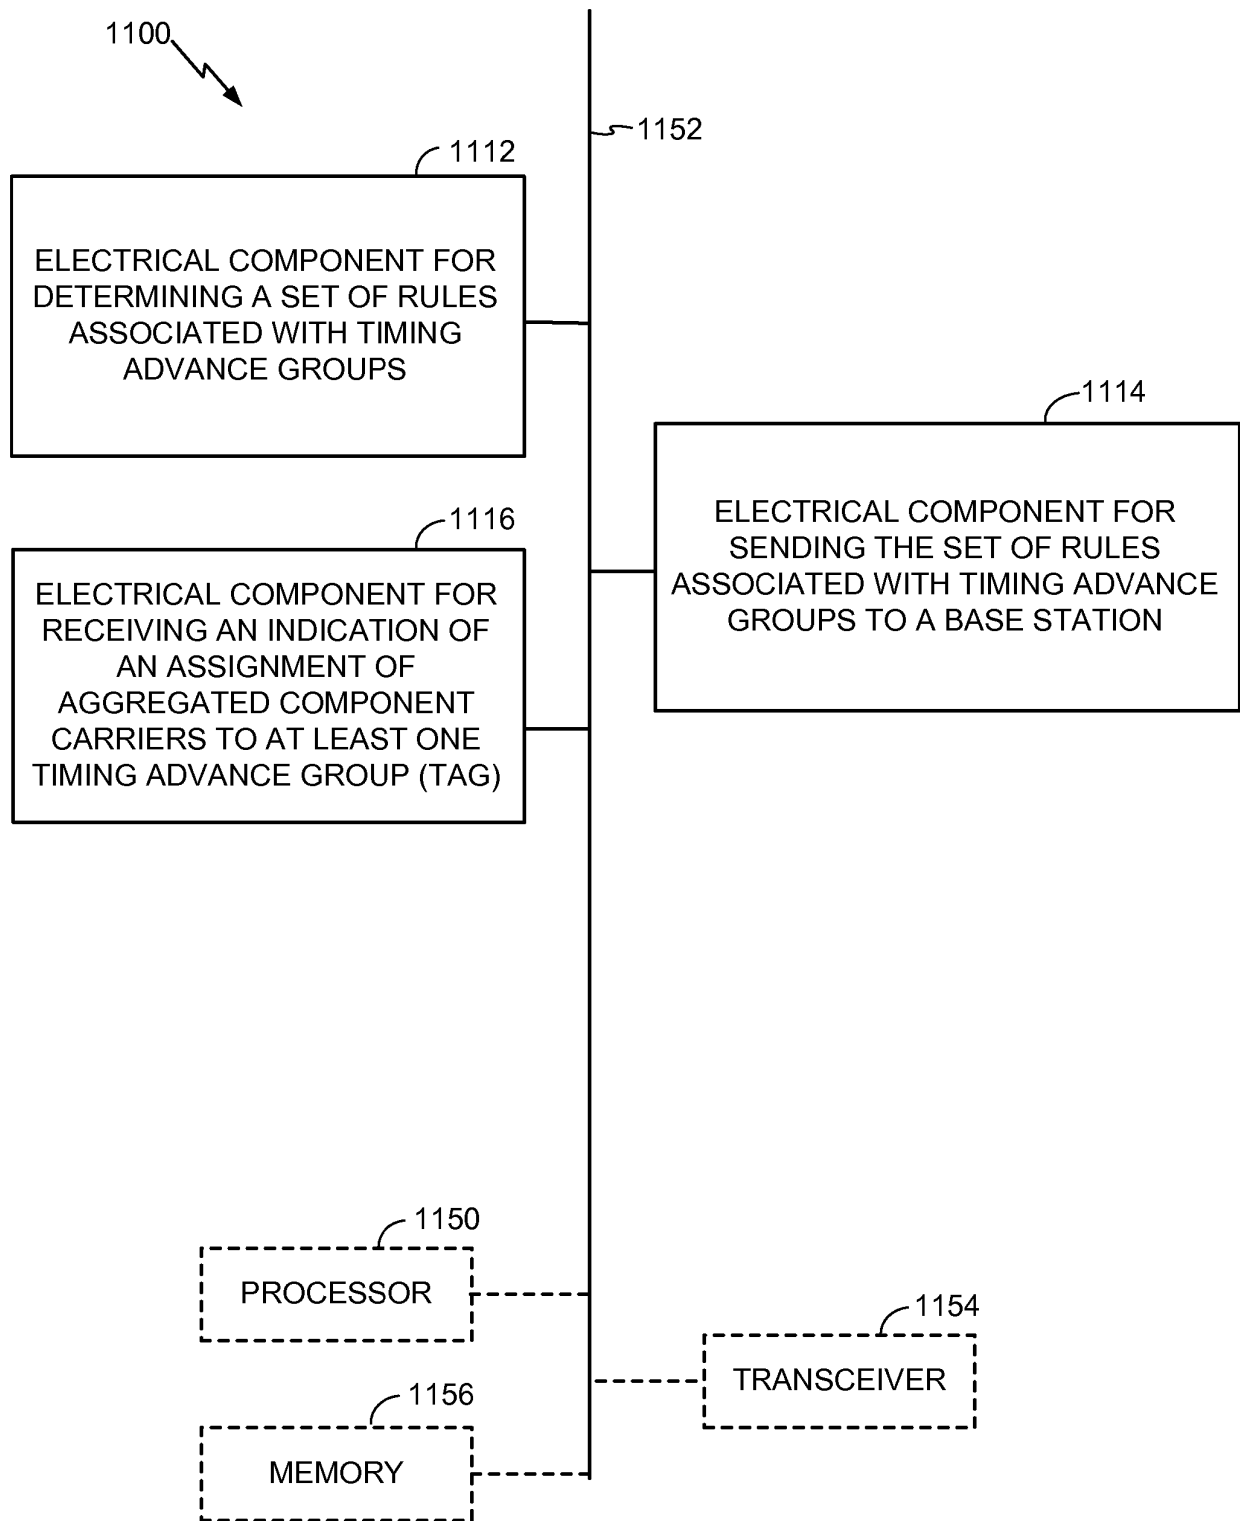 1100
1152
1112
ELECTRICAL COMPONENT FOR
DETERMINING A SET OF RULES
ASSOCIATED WITH TIMING
ADVANCE GROUPS
1114
ELECTRICAL COMPONENT FOR
SENDING THE SET OF RULES
ASSOCIATED WITH TIMING ADVANCE
GROUPS TO A BASE STATION
1116
ELECTRICAL COMPONENT FOR
RECEIVING AN INDICATION OF
AN ASSIGNMENT OF
AGGREGATED COMPONENT
CARRIERS TO AT LEAST ONE
TIMING ADVANCE GROUP (TAG)
1150
PROCESSOR
1154
TRANSCEIVER
1156
MEMORY